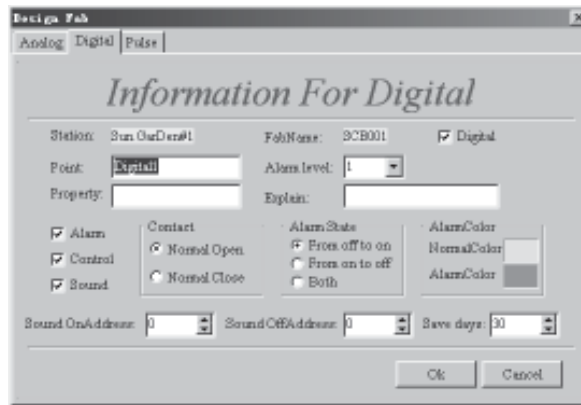 Design Fab
Analog Digital Pulse
Information For Digital
Station: Sun GarDen#1 FabName: SCB001 Digital
Point: Digital1 Alarm level: 1
Property: Explain:
Contact Alarm State AlarmColor
Alarm Normal Open From off to on NormalColor
Control From on to off
Sound Normal Close Both AlarmColor
Sound OnAddress: 0 Sound OffAddress: 0 Save days: 30
Ok Cancel